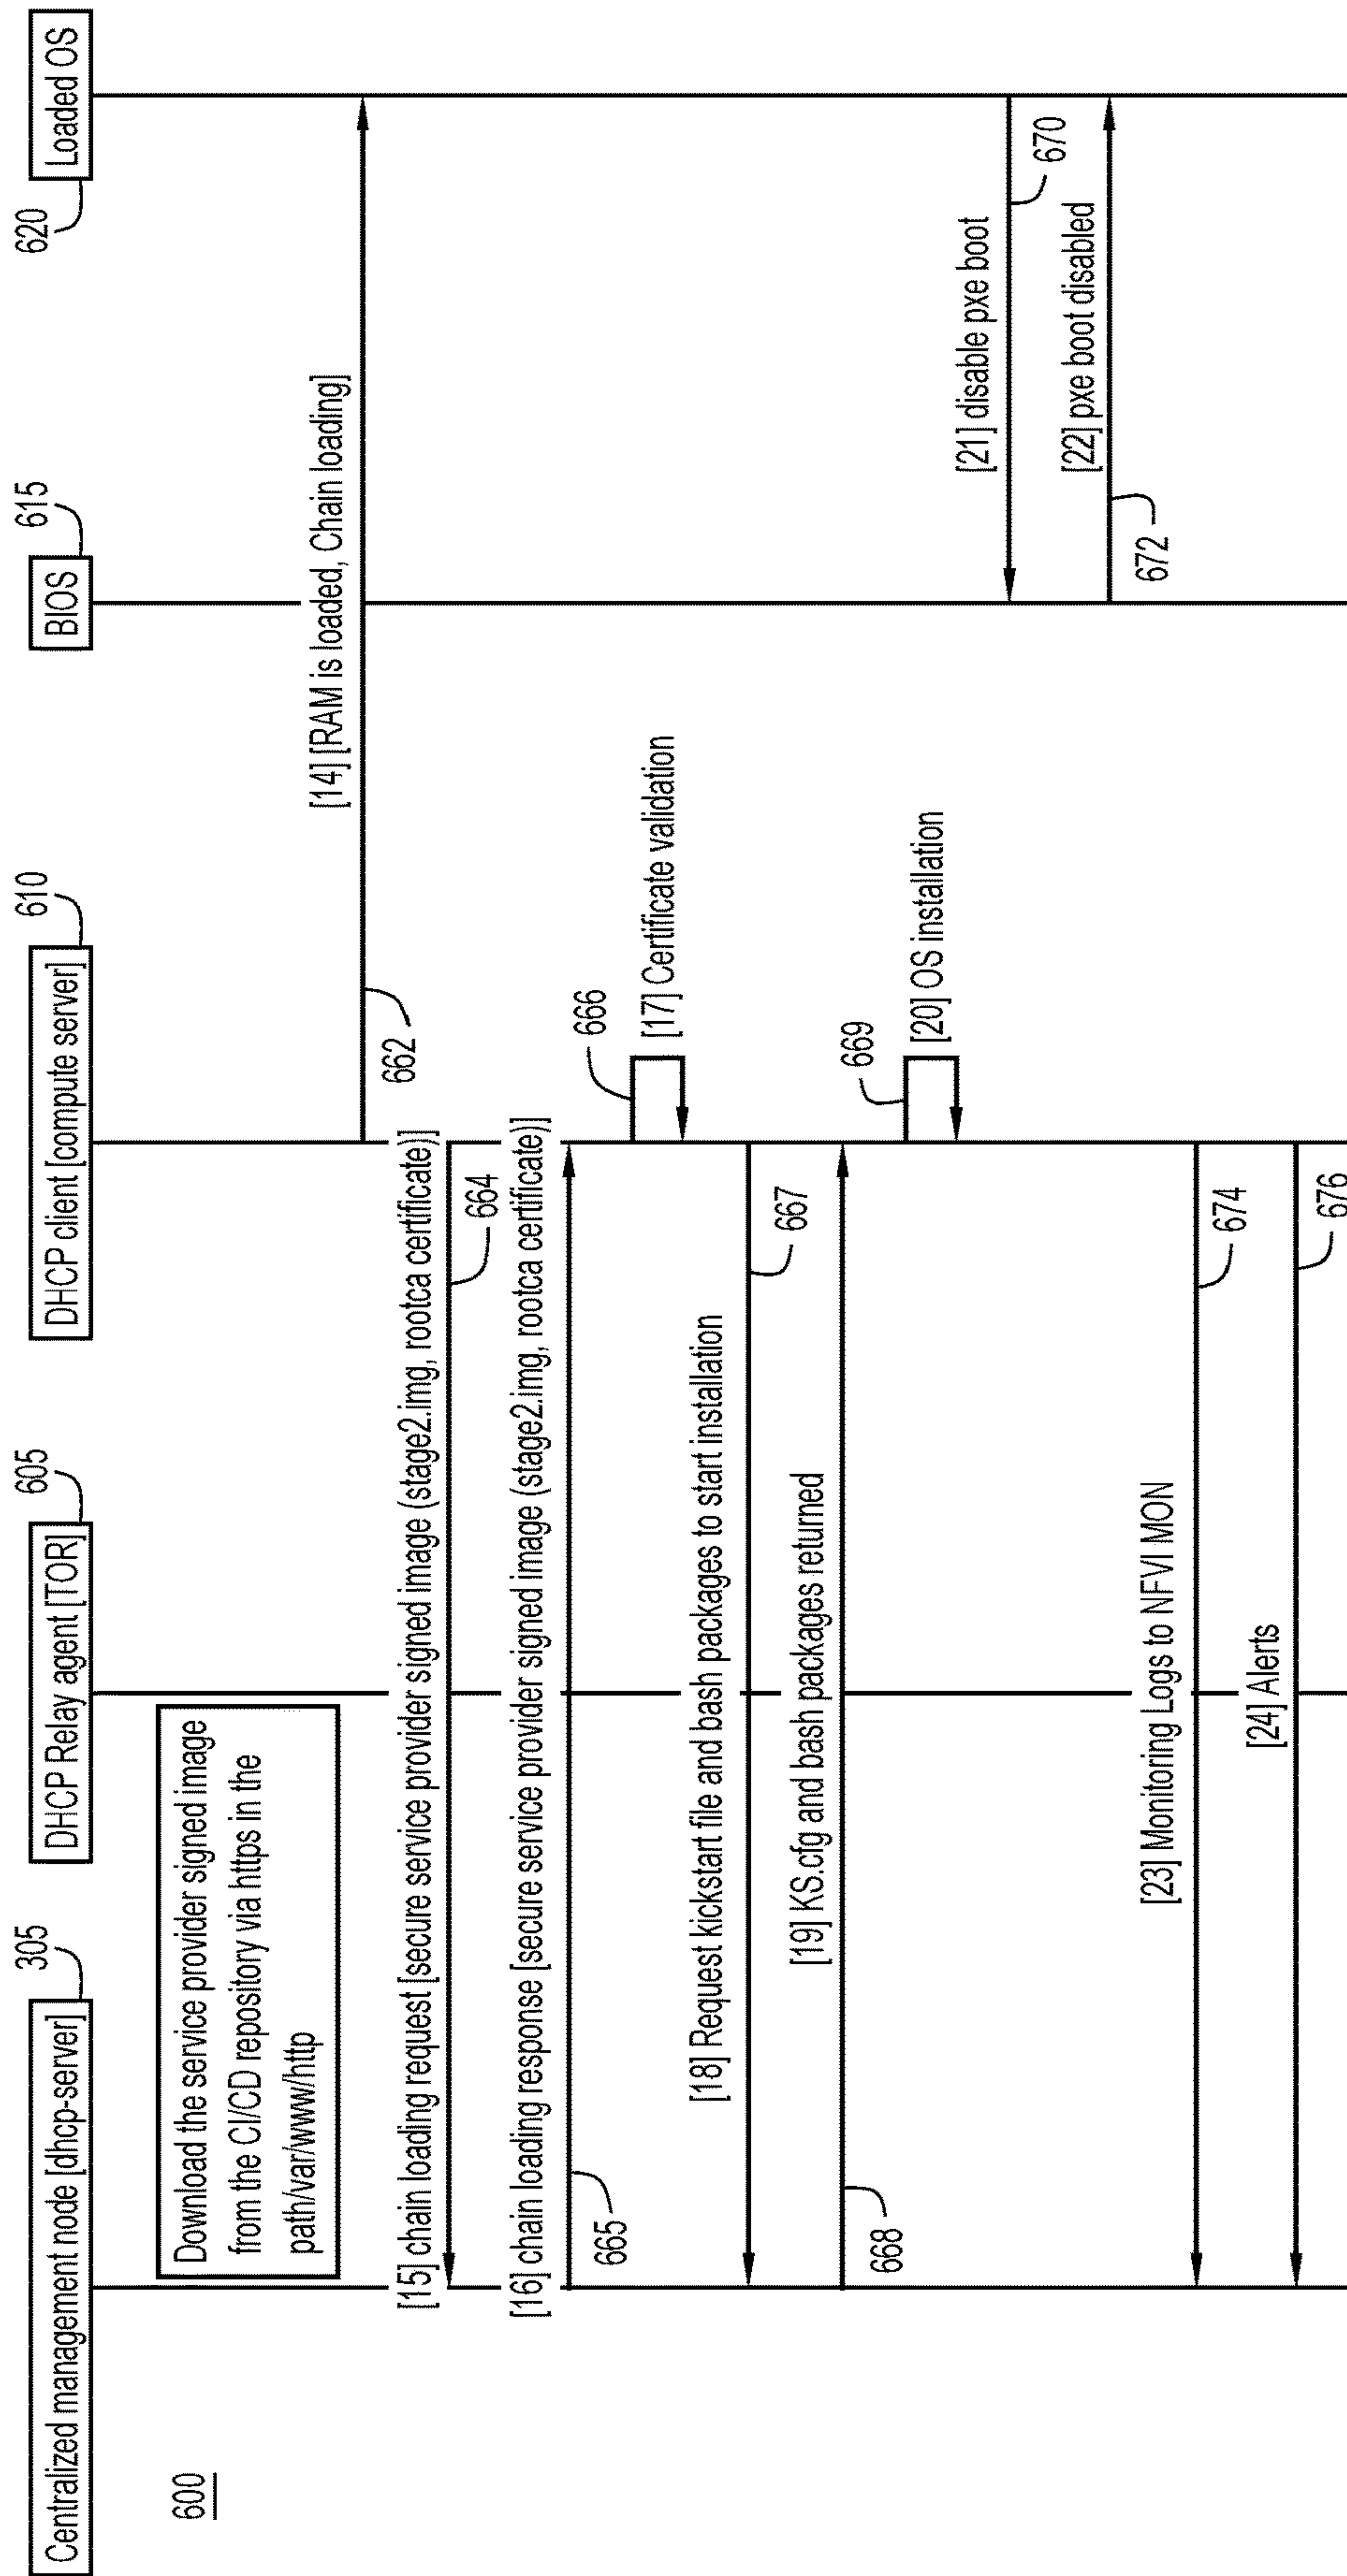 600
Centralized management node [dhcp-server]
305
DHCP Relay agent [TOR]
605
DHCP client [compute server]
610
BIOS
615
Loaded OS
620
Download the service provider signed image
from the CI/CD repository via https in the
path/var/www/http
[14] [RAM is loaded, Chain loading]
662
[15] chain loading request [secure service provider signed image (stage2.img, rootca certificate)]
664
[16] chain loading response [secure service provider signed image (stage2.img, rootca certificate)]
665
666
[17] Certificate validation
[18] Request kickstart file and bash packages to start installation
667
[19] KS.cfg and bash packages returned
668
669
[20] OS installation
[21] disable pxe boot
670
[22] pxe boot disabled
672
[23] Monitoring Logs to NFVI MON
674
[24] Alerts
676